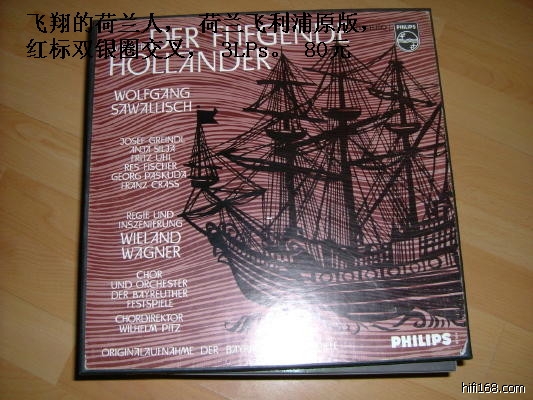 飞翔的荷兰人， 荷兰飞利浦原版，
红标双银圈交叉， 3LPs。 80元
PHILIPS
DER
HOLLÄNDER
WOLFGANG
SAWALLISCH
JOSEF GREINDL
ANJA SILJA
FRITZ UHL
RES FISCHER
GEORG PASKUDA
FRANZ CRASS
REGIE UND
INSZENIERUNG
WIELAND
WAGNER
CHOR
UND ORCHESTER
DER BAYREUTHER
FESTSPIELE
CHORDIREKTOR
WILHELM PITZ
ORIGINALAUFNAHME DER
PHILIPS
hifi168.com